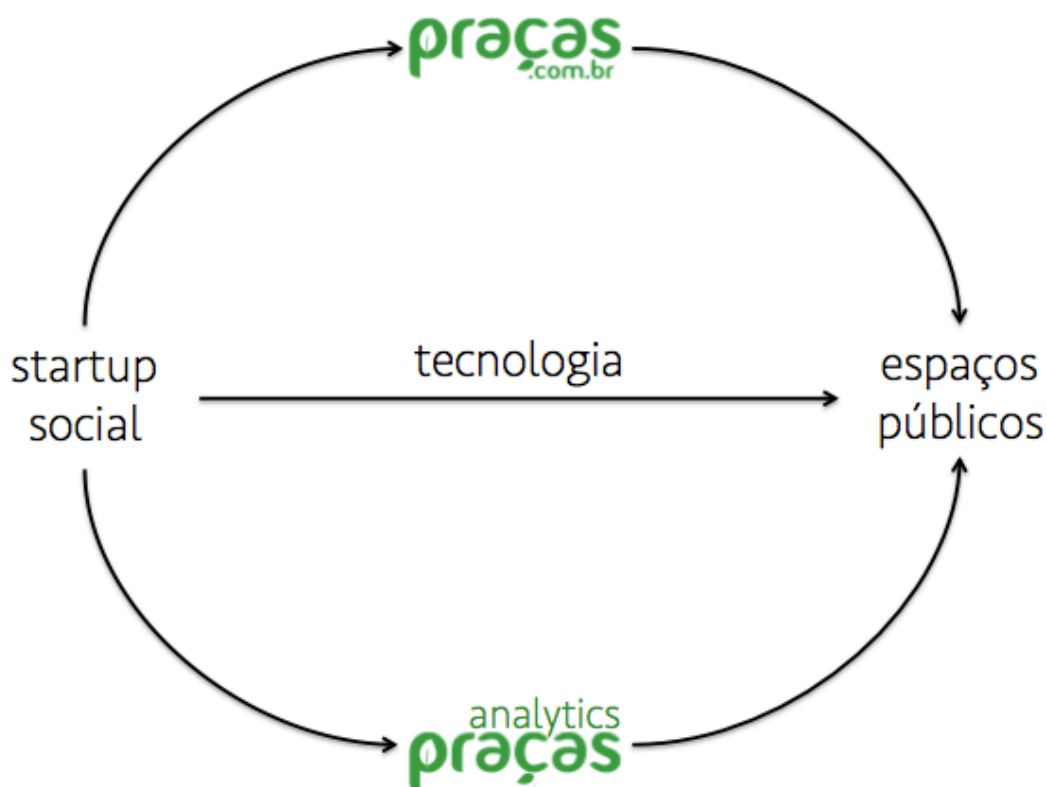 praças
.com.br
startup
social
tecnologia
espaços
públicos
analytics
praças